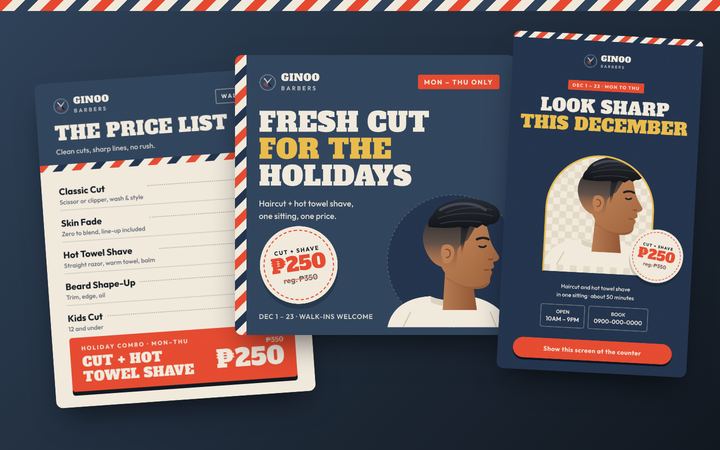 GINOO
BARBERS
THE PRICE LIST
Clean cuts, sharp lines, no rush.
Classic Cut
Scissor or clipper, wash & style
Skin Fade
Zero to blend, line-up included
Hot Towel Shave
Straight razor, warm towel, balm
Beard Shape-Up
Trim, edge, oil
Kids Cut
12 and under
HOLIDAY COMBO · MON–THU
CUT + HOT
TOWEL SHAVE
₱350
₱250
GINOO
BARBERS
MON – THU ONLY
FRESH CUT
FOR THE
HOLIDAYS
Haircut + hot towel shave,
one sitting, one price.
CUT + SHAVE
₱250
reg. ₱350
DEC 1 – 23 · WALK-INS WELCOME
GINOO
BARBERS
DEC 1 – 23 · MON TO THU
LOOK SHARP
THIS DECEMBER
CUT + SHAVE
₱250
reg. ₱350
Haircut and hot towel shave
in one sitting · about 50 minutes
OPEN
10AM – 9PM
BOOK
0900-000-0000
Show this screen at the counter